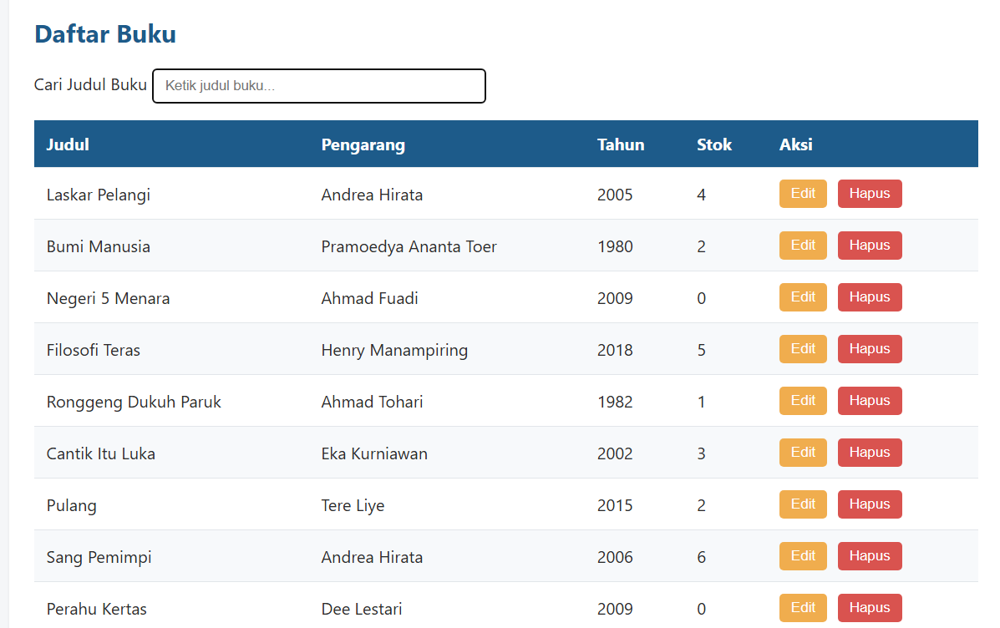 Daftar Buku
Cari Judul Buku Ketik judul buku...
Judul Pengarang Tahun Stok Aksi
Laskar Pelangi Andrea Hirata 2005 4 Edit Hapus
Bumi Manusia Pramoedya Ananta Toer 1980 2 Edit Hapus
Negeri 5 Menara Ahmad Fuadi 2009 0 Edit Hapus
Filosofi Teras Henry Manampiring 2018 5 Edit Hapus
Ronggeng Dukuh Paruk Ahmad Tohari 1982 1 Edit Hapus
Cantik Itu Luka Eka Kurniawan 2002 3 Edit Hapus
Pulang Tere Liye 2015 2 Edit Hapus
Sang Pemimpi Andrea Hirata 2006 6 Edit Hapus
Perahu Kertas Dee Lestari 2009 0 Edit Hapus